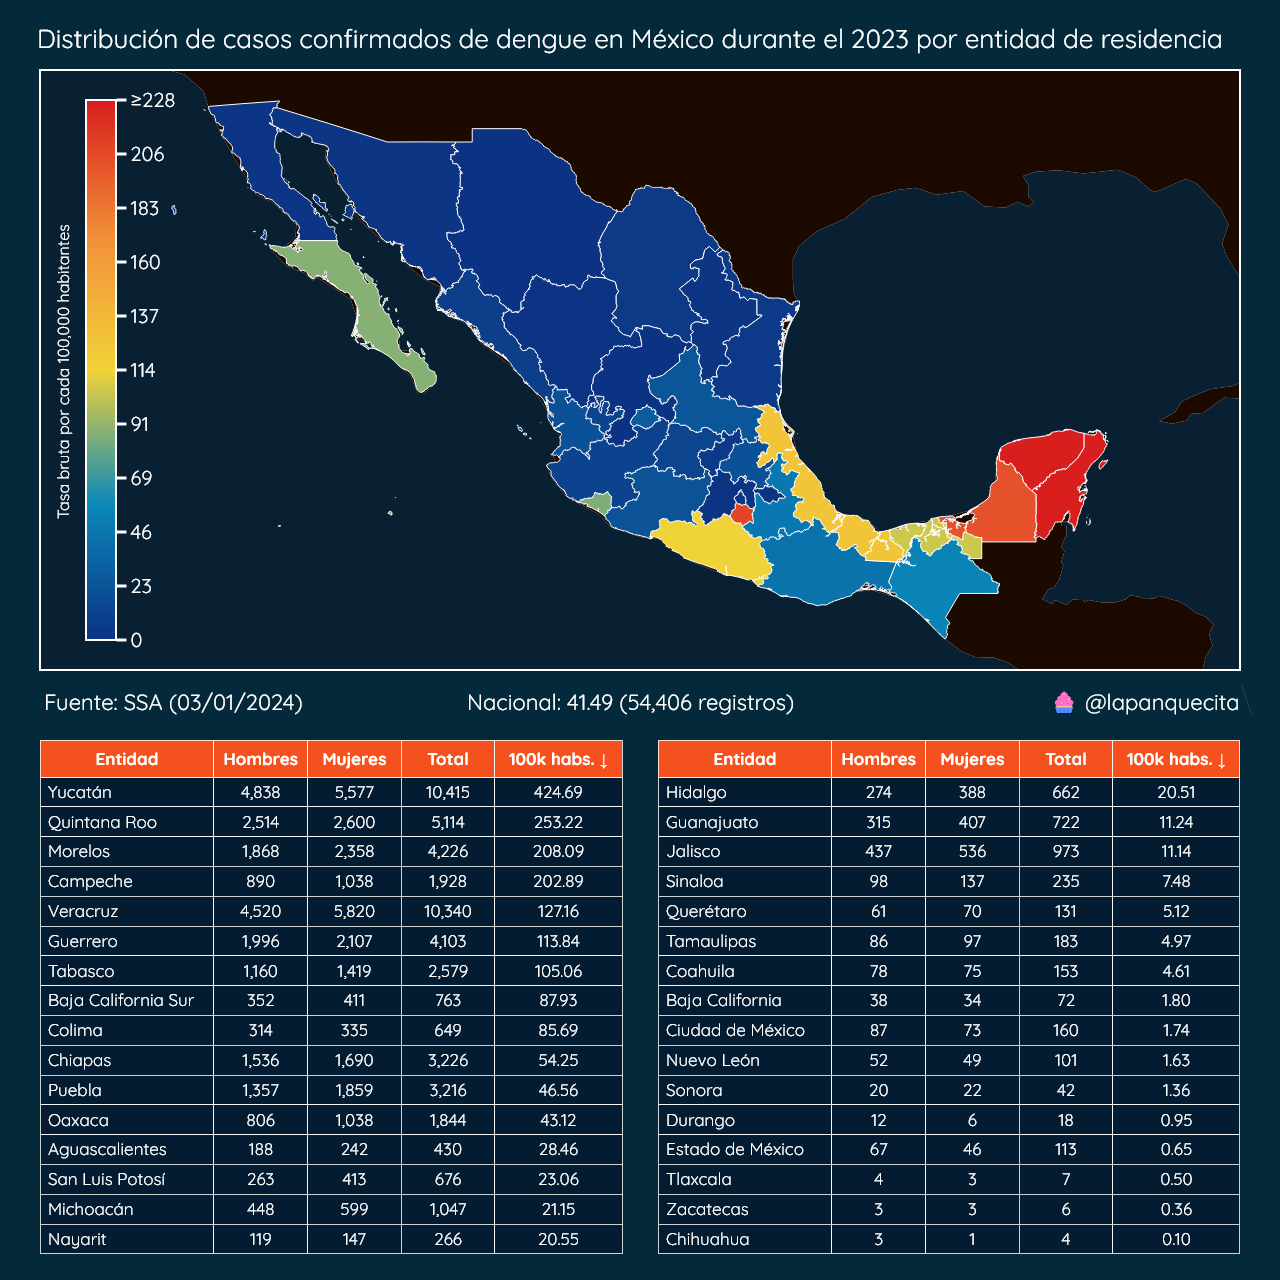 Distribución de casos confirmados de dengue en México durante el 2023 por entidad de residencia
Tasa bruta por cada 100,000 habitantes
≥228
206
183
160
137
114
91
69
46
23
0
Fuente: SSA (03/01/2024)
Nacional: 41.49 (54,406 registros)
@lapanquecita
Entidad Hombres Mujeres Total 100k habs. ↓
Yucatán 4,838 5,577 10,415 424.69
Quintana Roo 2,514 2,600 5,114 253.22
Morelos 1,868 2,358 4,226 208.09
Campeche 890 1,038 1,928 202.89
Veracruz 4,520 5,820 10,340 127.16
Guerrero 1,996 2,107 4,103 113.84
Tabasco 1,160 1,419 2,579 105.06
Baja California Sur 352 411 763 87.93
Colima 314 335 649 85.69
Chiapas 1,536 1,690 3,226 54.25
Puebla 1,357 1,859 3,216 46.56
Oaxaca 806 1,038 1,844 43.12
Aguascalientes 188 242 430 28.46
San Luis Potosí 263 413 676 23.06
Michoacán 448 599 1,047 21.15
Nayarit 119 147 266 20.55
Entidad Hombres Mujeres Total 100k habs. ↓
Hidalgo 274 388 662 20.51
Guanajuato 315 407 722 11.24
Jalisco 437 536 973 11.14
Sinaloa 98 137 235 7.48
Querétaro 61 70 131 5.12
Tamaulipas 86 97 183 4.97
Coahuila 78 75 153 4.61
Baja California 38 34 72 1.80
Ciudad de México 87 73 160 1.74
Nuevo León 52 49 101 1.63
Sonora 20 22 42 1.36
Durango 12 6 18 0.95
Estado de México 67 46 113 0.65
Tlaxcala 4 3 7 0.50
Zacatecas 3 3 6 0.36
Chihuahua 3 1 4 0.10